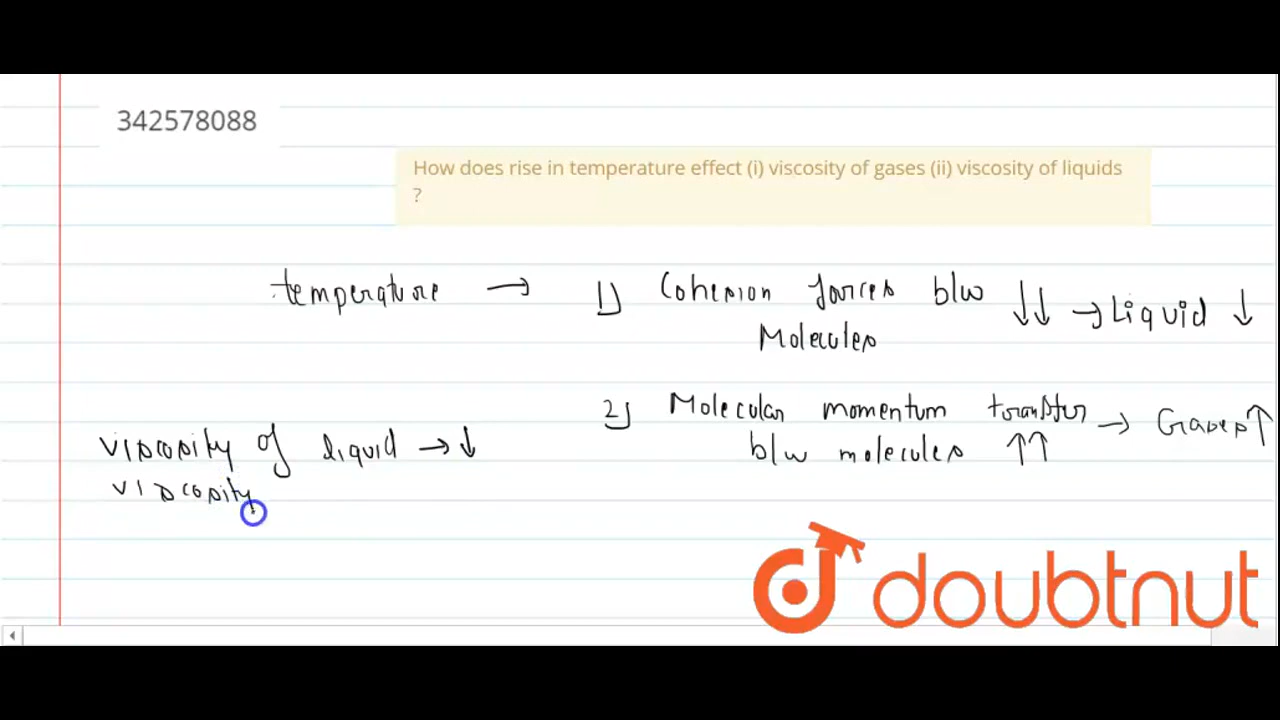 342578088
How does rise in temperature effect (i) viscosity of gases (ii) viscosity of liquids
?
temperature → 1) Cohesion forces b/w ↓↓ → Liquid ↓
Molecules
2) Molecular momentum transfer → Gases ↑
b/w molecules ↑↑
viscosity of liquid → ↓
viscosity
doubtnut